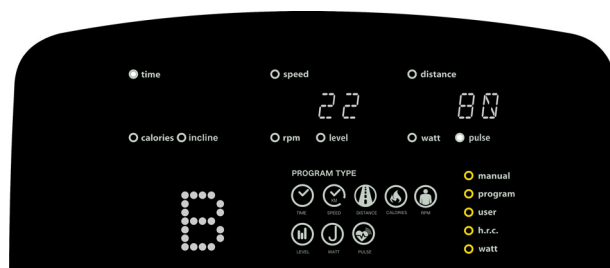 time speed distance
22 80
calories incline rpm level watt pulse
B
PROGRAM TYPE
KM
TIME SPEED DISTANCE CALORIES RPM
J
LEVEL WATT PULSE
manual
program
user
h.r.c.
watt